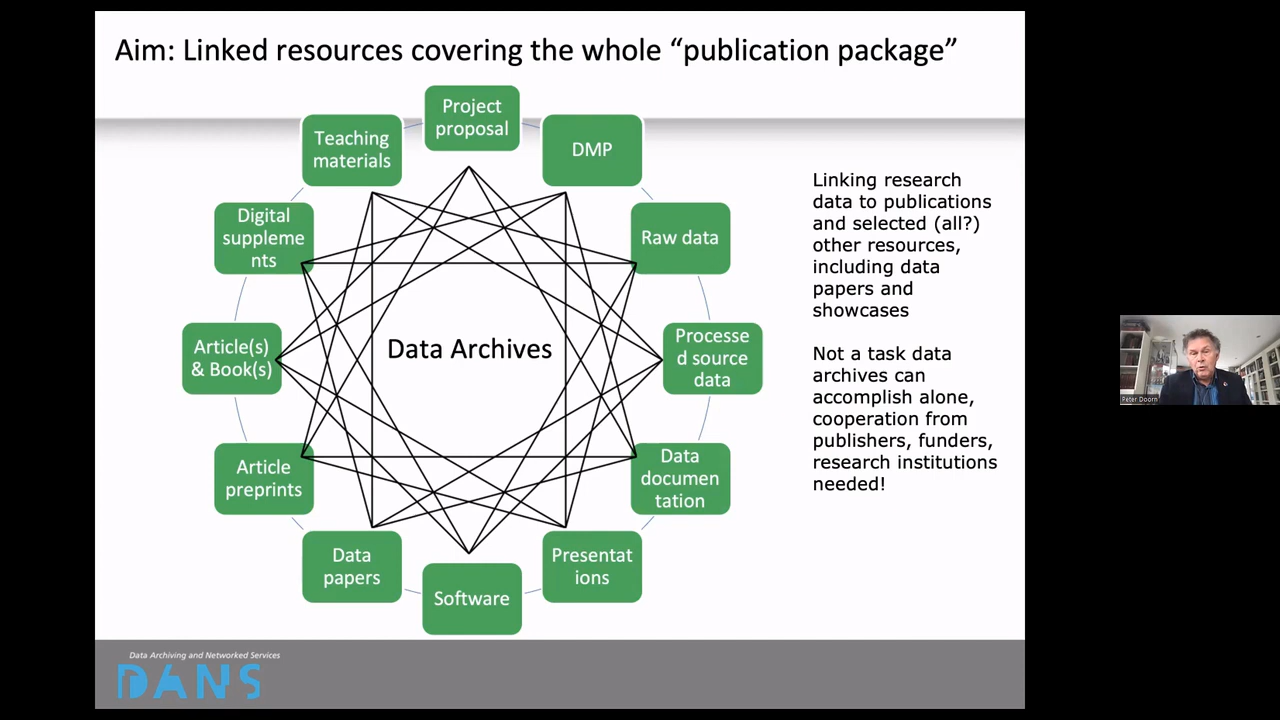 Aim: Linked resources covering the whole “publication package”
Project
proposal
DMP
Raw data
Processe
d source
data
Data
documen
tation
Presentat
ions
Software
Data
papers
Article
preprints
Article(s)
& Book(s)
Digital
suppleme
nts
Teaching
materials
Data Archives
Linking research
data to publications
and selected (all?)
other resources,
including data
papers and
showcases
Not a task data
archives can
accomplish alone,
cooperation from
publishers, funders,
research institutions
needed!
Peter Doorn
Data Archiving and Networked Services
DANS